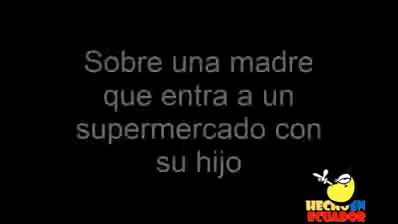 Sobre una madre
que entra a un
supermercado con
su hijo
HECHO EN
ECUADOR